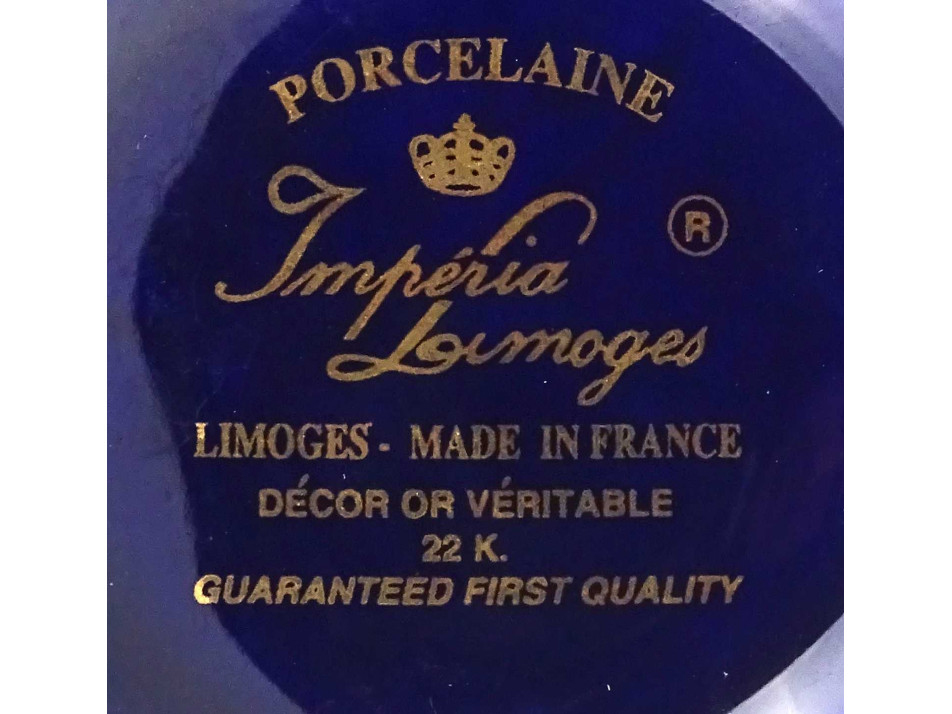 PORCELAINE
Impéria ®
Limoges
LIMOGES - MADE IN FRANCE
DÉCOR OR VÉRITABLE
22 K.
GUARANTEED FIRST QUALITY